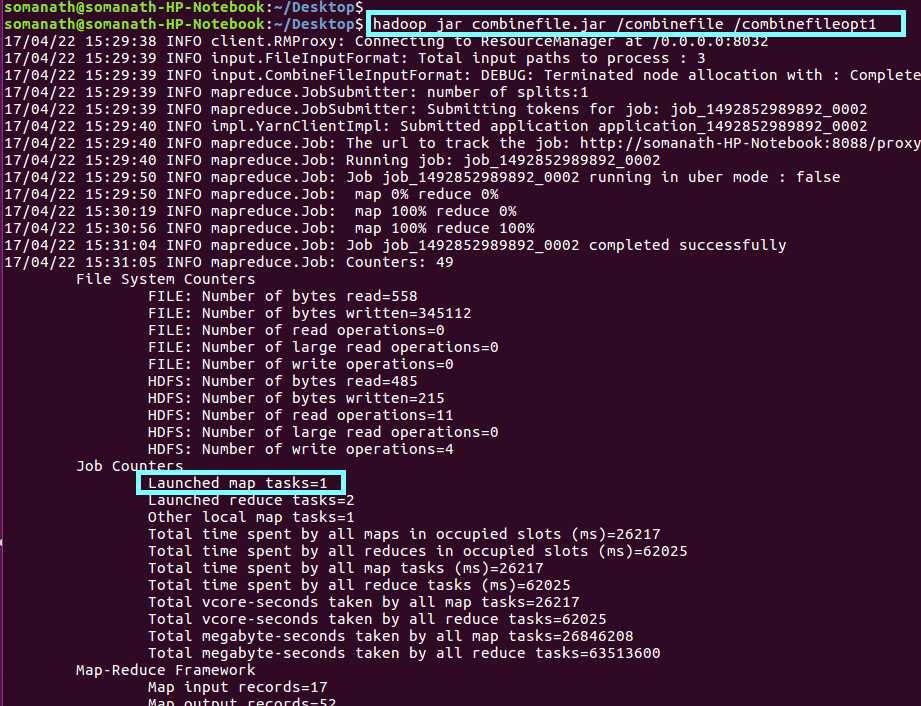 somanath@somanath-HP-Notebook:~/Desktop$
somanath@somanath-HP-Notebook:~/Desktop$ hadoop jar combinefile.jar /combinefile /combinefileopt1
17/04/22 15:29:38 INFO client.RMProxy: Connecting to ResourceManager at /0.0.0.0:8032
17/04/22 15:29:39 INFO input.FileInputFormat: Total input paths to process : 3
17/04/22 15:29:39 INFO input.CombineFileInputFormat: DEBUG: Terminated node allocation with : Complete
17/04/22 15:29:39 INFO mapreduce.JobSubmitter: number of splits:1
17/04/22 15:29:39 INFO mapreduce.JobSubmitter: Submitting tokens for job: job_1492852989892_0002
17/04/22 15:29:40 INFO impl.YarnClientImpl: Submitted application application_1492852989892_0002
17/04/22 15:29:40 INFO mapreduce.Job: The url to track the job: http://somanath-HP-Notebook:8088/proxy
17/04/22 15:29:40 INFO mapreduce.Job: Running job: job_1492852989892_0002
17/04/22 15:29:50 INFO mapreduce.Job: Job job_1492852989892_0002 running in uber mode : false
17/04/22 15:29:50 INFO mapreduce.Job:  map 0% reduce 0%
17/04/22 15:30:19 INFO mapreduce.Job:  map 100% reduce 0%
17/04/22 15:30:56 INFO mapreduce.Job:  map 100% reduce 100%
17/04/22 15:31:04 INFO mapreduce.Job: Job job_1492852989892_0002 completed successfully
17/04/22 15:31:05 INFO mapreduce.Job: Counters: 49
File System Counters
FILE: Number of bytes read=558
FILE: Number of bytes written=345112
FILE: Number of read operations=0
FILE: Number of large read operations=0
FILE: Number of write operations=0
HDFS: Number of bytes read=485
HDFS: Number of bytes written=215
HDFS: Number of read operations=11
HDFS: Number of large read operations=0
HDFS: Number of write operations=4
Job Counters
Launched map tasks=1
Launched reduce tasks=2
Other local map tasks=1
Total time spent by all maps in occupied slots (ms)=26217
Total time spent by all reduces in occupied slots (ms)=62025
Total time spent by all map tasks (ms)=26217
Total time spent by all reduce tasks (ms)=62025
Total vcore-seconds taken by all map tasks=26217
Total vcore-seconds taken by all reduce tasks=62025
Total megabyte-seconds taken by all map tasks=26846208
Total megabyte-seconds taken by all reduce tasks=63513600
Map-Reduce Framework
Map input records=17
Map output records=52